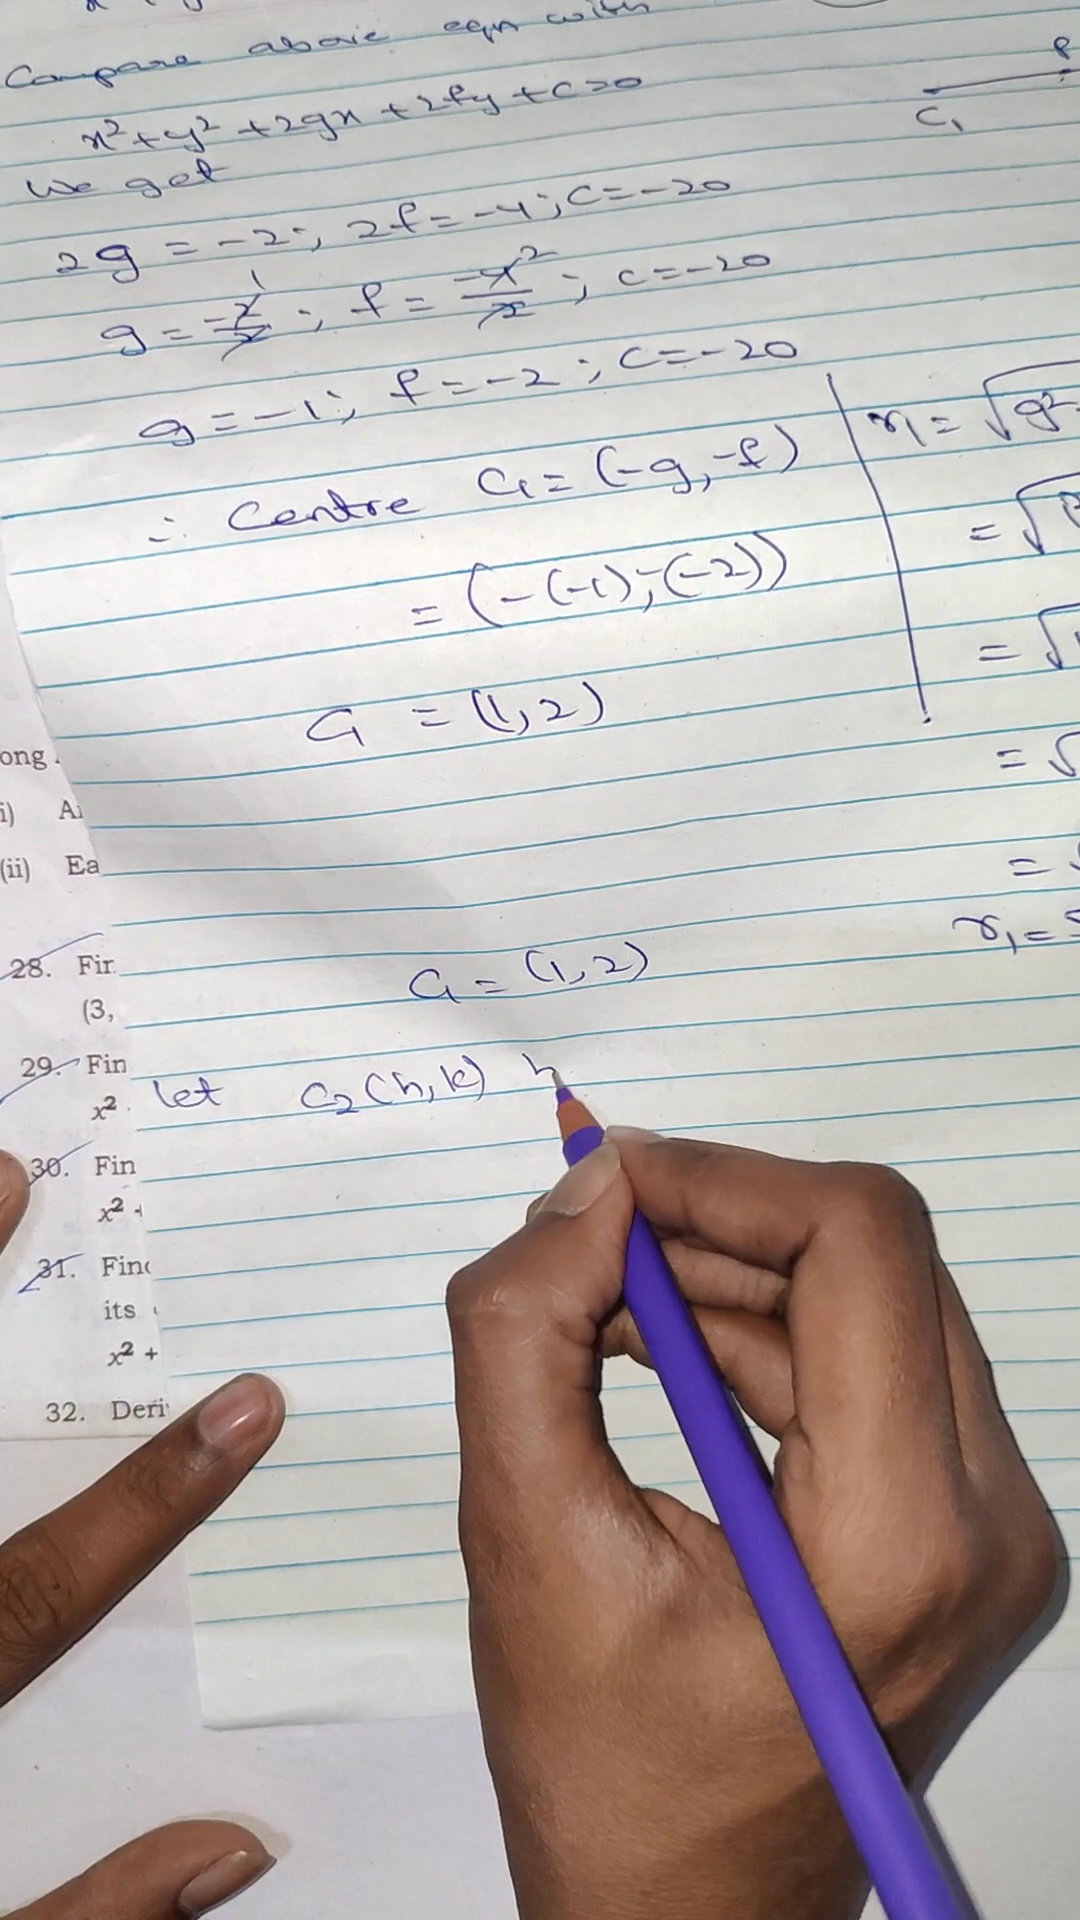 Compare above eqn with
x²+y²+2gx+2fy+c=0
We get
2g = -2; 2f = -4; c = -20
g = -2/2 1; f = -4/2 2; c = -20
g = -1; f = -2; c = -20
∴ Centre C₁ = (-g, -f)
= (-(-1), -(-2))
C₁ = (1, 2)
P
C₁
r₁ = √g²
= √
= √
= √
=
r₁ =
C₁ = (1, 2)
let C₂ (h, k)
ong
i)
(ii) Ea
28. Fin
(3,
29. Fin
x²
30. Fin
x²
31. Find
its
x² +
32. Deri